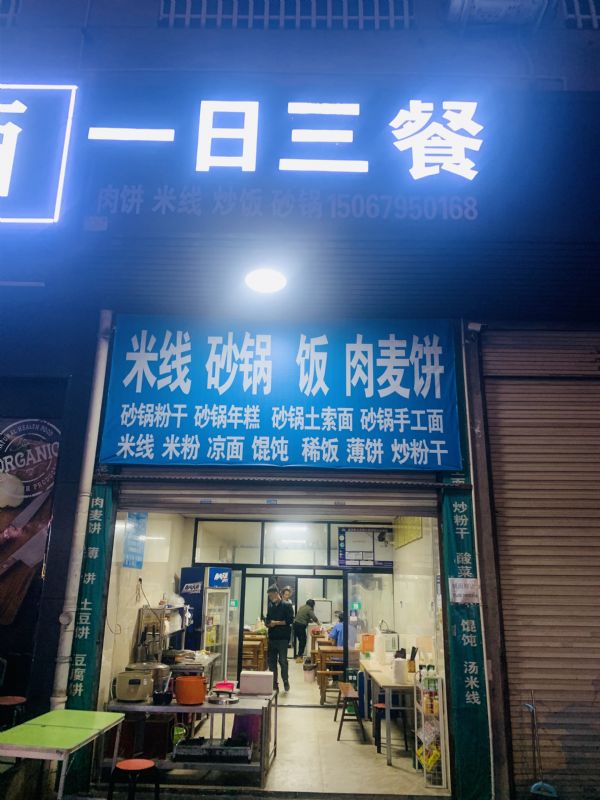 一日三餐
肉饼 米线 炒饭 砂锅 15067950168
米线 砂锅 饭 肉麦饼
砂锅粉干 砂锅年糕 砂锅土索面 砂锅手工面
米线 米粉 凉面 馄饨 稀饭 薄饼 炒粉干
ORGANIC
肉麦饼 薄饼 土豆饼 豆腐饼
炒粉干 酸菜 馄饨 汤米线